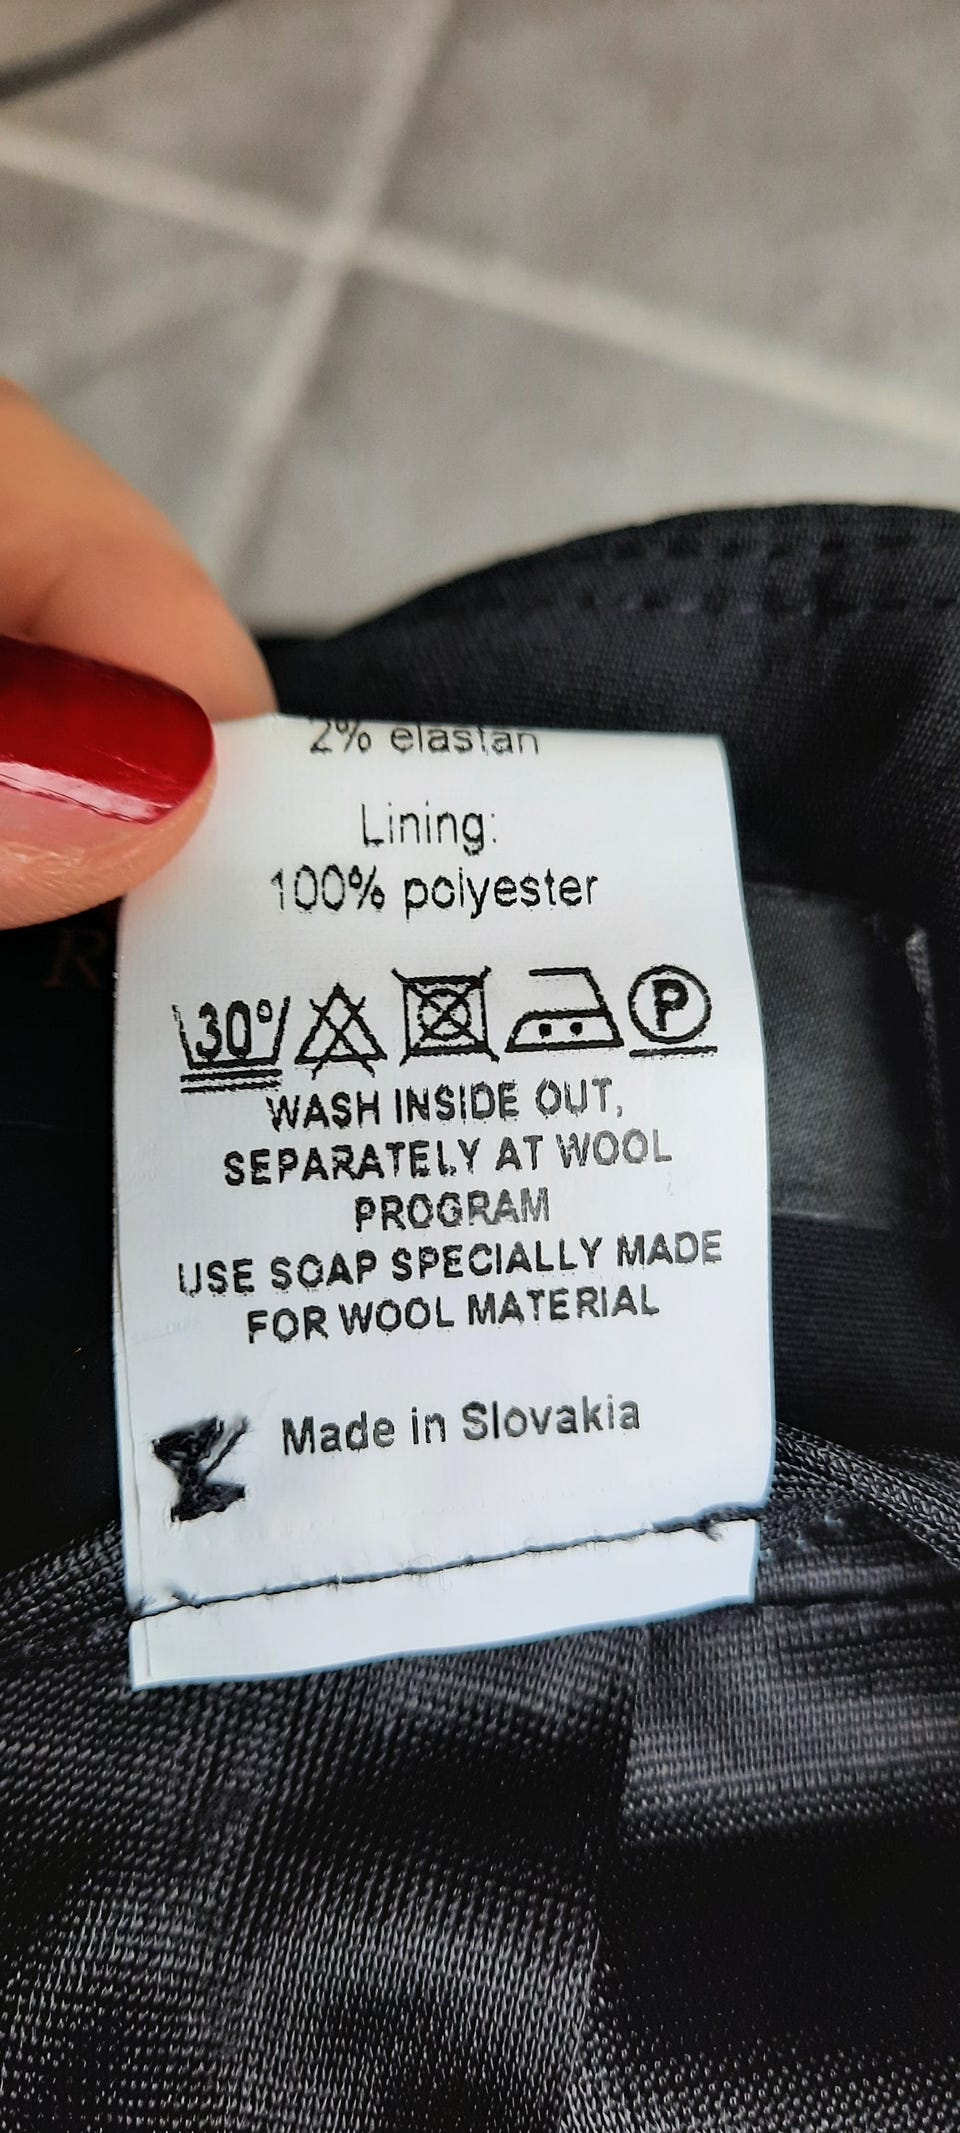 2% elastan
Lining:
100% polyester
30°
P
WASH INSIDE OUT,
SEPARATELY AT WOOL
PROGRAM
USE SOAP SPECIALLY MADE
FOR WOOL MATERIAL
Made in Slovakia